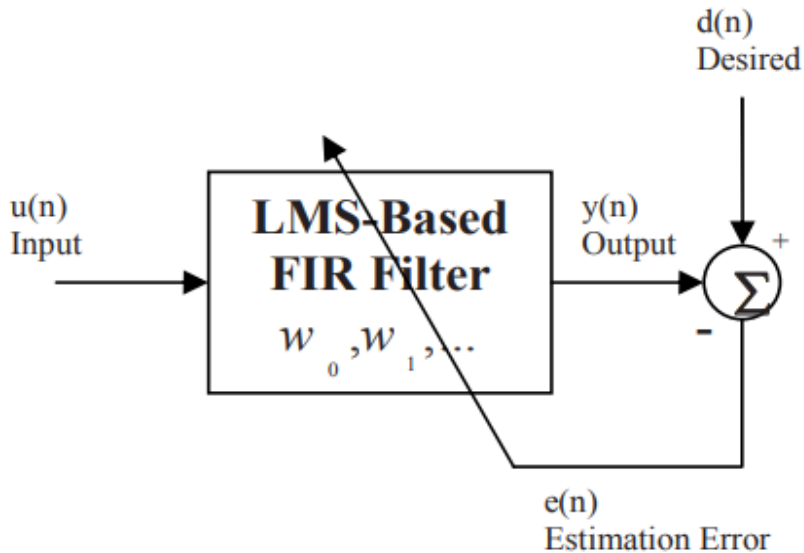 d(n)
Desired
u(n)
Input
LMS-Based
FIR Filter
w₀,w₁,...
y(n)
Output
+
Σ
-
e(n)
Estimation Error